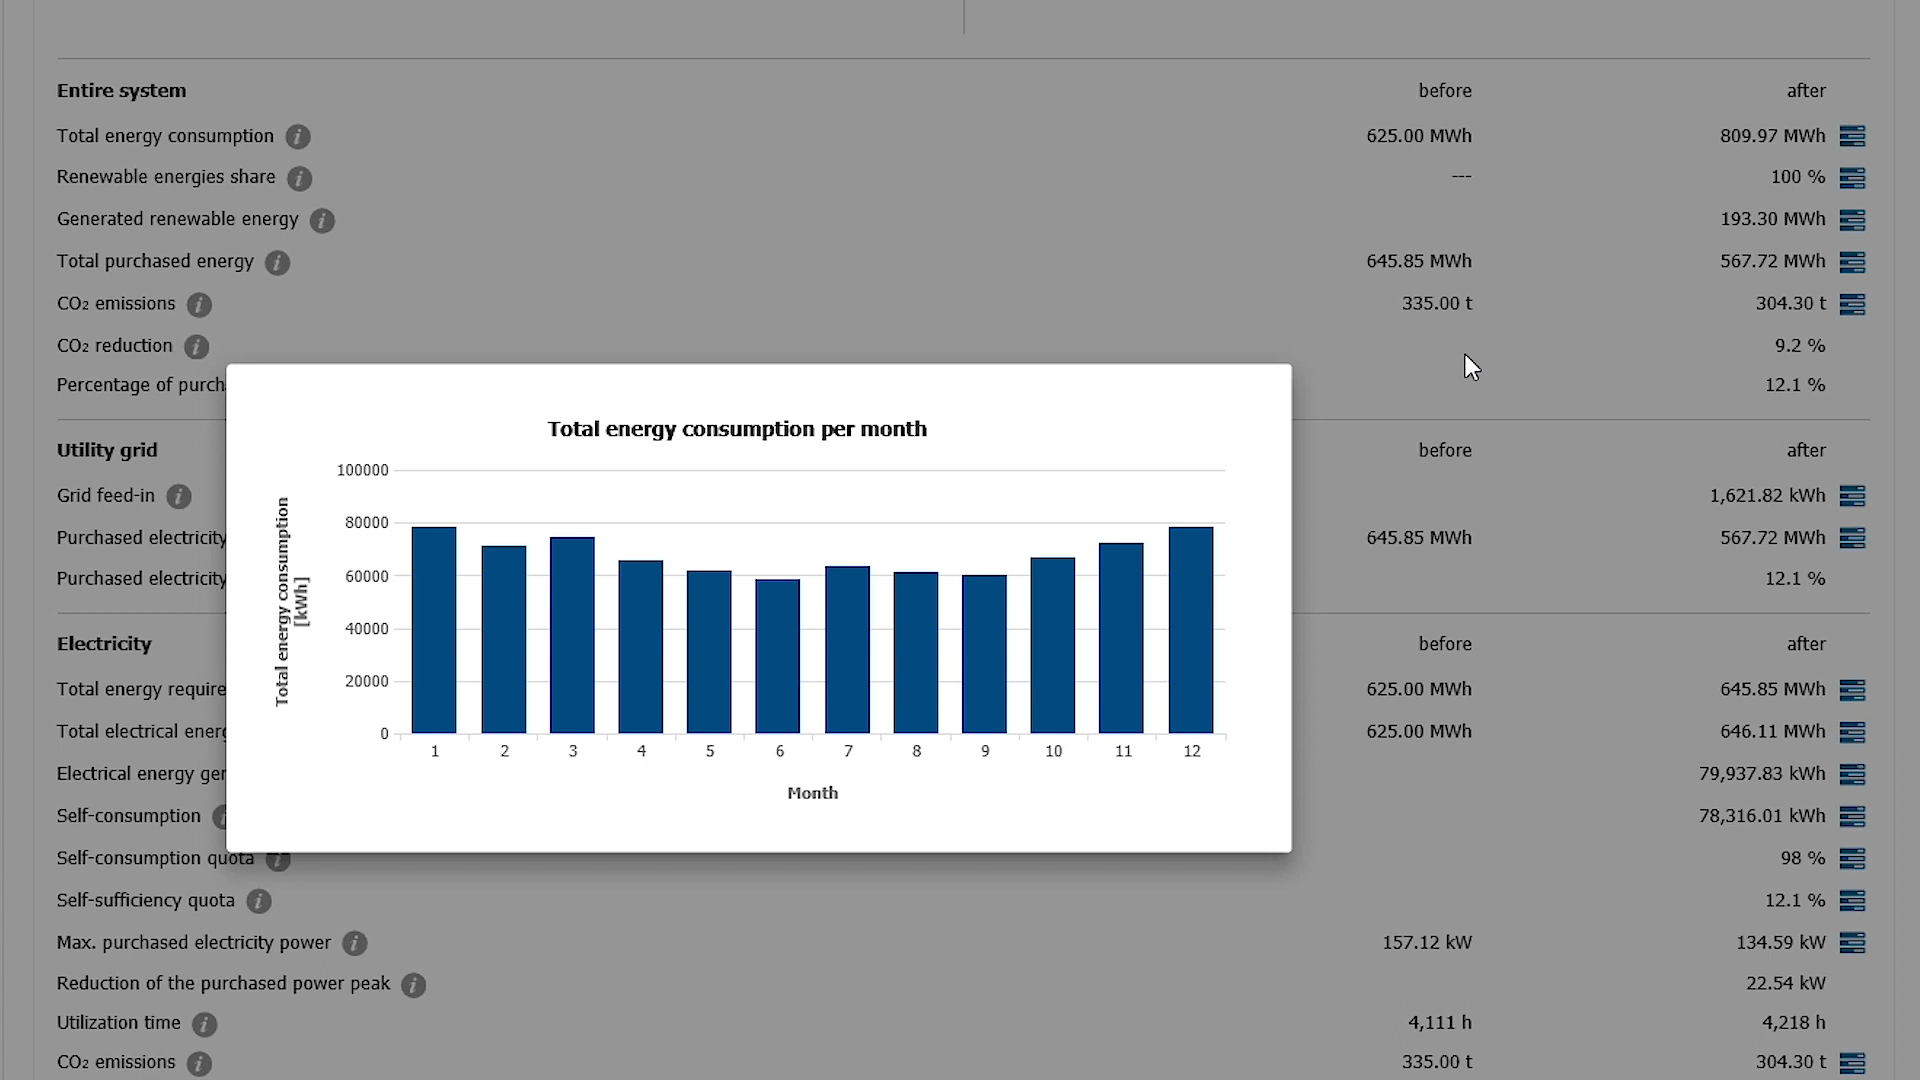 Entire system before after
Total energy consumption i 625.00 MWh 809.97 MWh
Renewable energies share i --- 100 %
Generated renewable energy i 193.30 MWh
Total purchased energy i 645.85 MWh 567.72 MWh
CO2 emissions i 335.00 t 304.30 t
CO2 reduction i 9.2 %
Percentage of purch 12.1 %
Total energy consumption per month
100000
80000
60000
40000
20000
0
Total energy consumption
[kWh]
1 2 3 4 5 6 7 8 9 10 11 12
Month
Utility grid before after
Grid feed-in i 1,621.82 kWh
Purchased electricity 645.85 MWh 567.72 MWh
Purchased electricity 12.1 %
Electricity before after
Total energy require 625.00 MWh 645.85 MWh
Total electrical energ 625.00 MWh 646.11 MWh
Electrical energy ger 79,937.83 kWh
Self-consumption i 78,316.01 kWh
Self-consumption quota i 98 %
Self-sufficiency quota i 12.1 %
Max. purchased electricity power i 157.12 kW 134.59 kW
Reduction of the purchased power peak i 22.54 kW
Utilization time i 4,111 h 4,218 h
CO2 emissions i 335.00 t 304.30 t